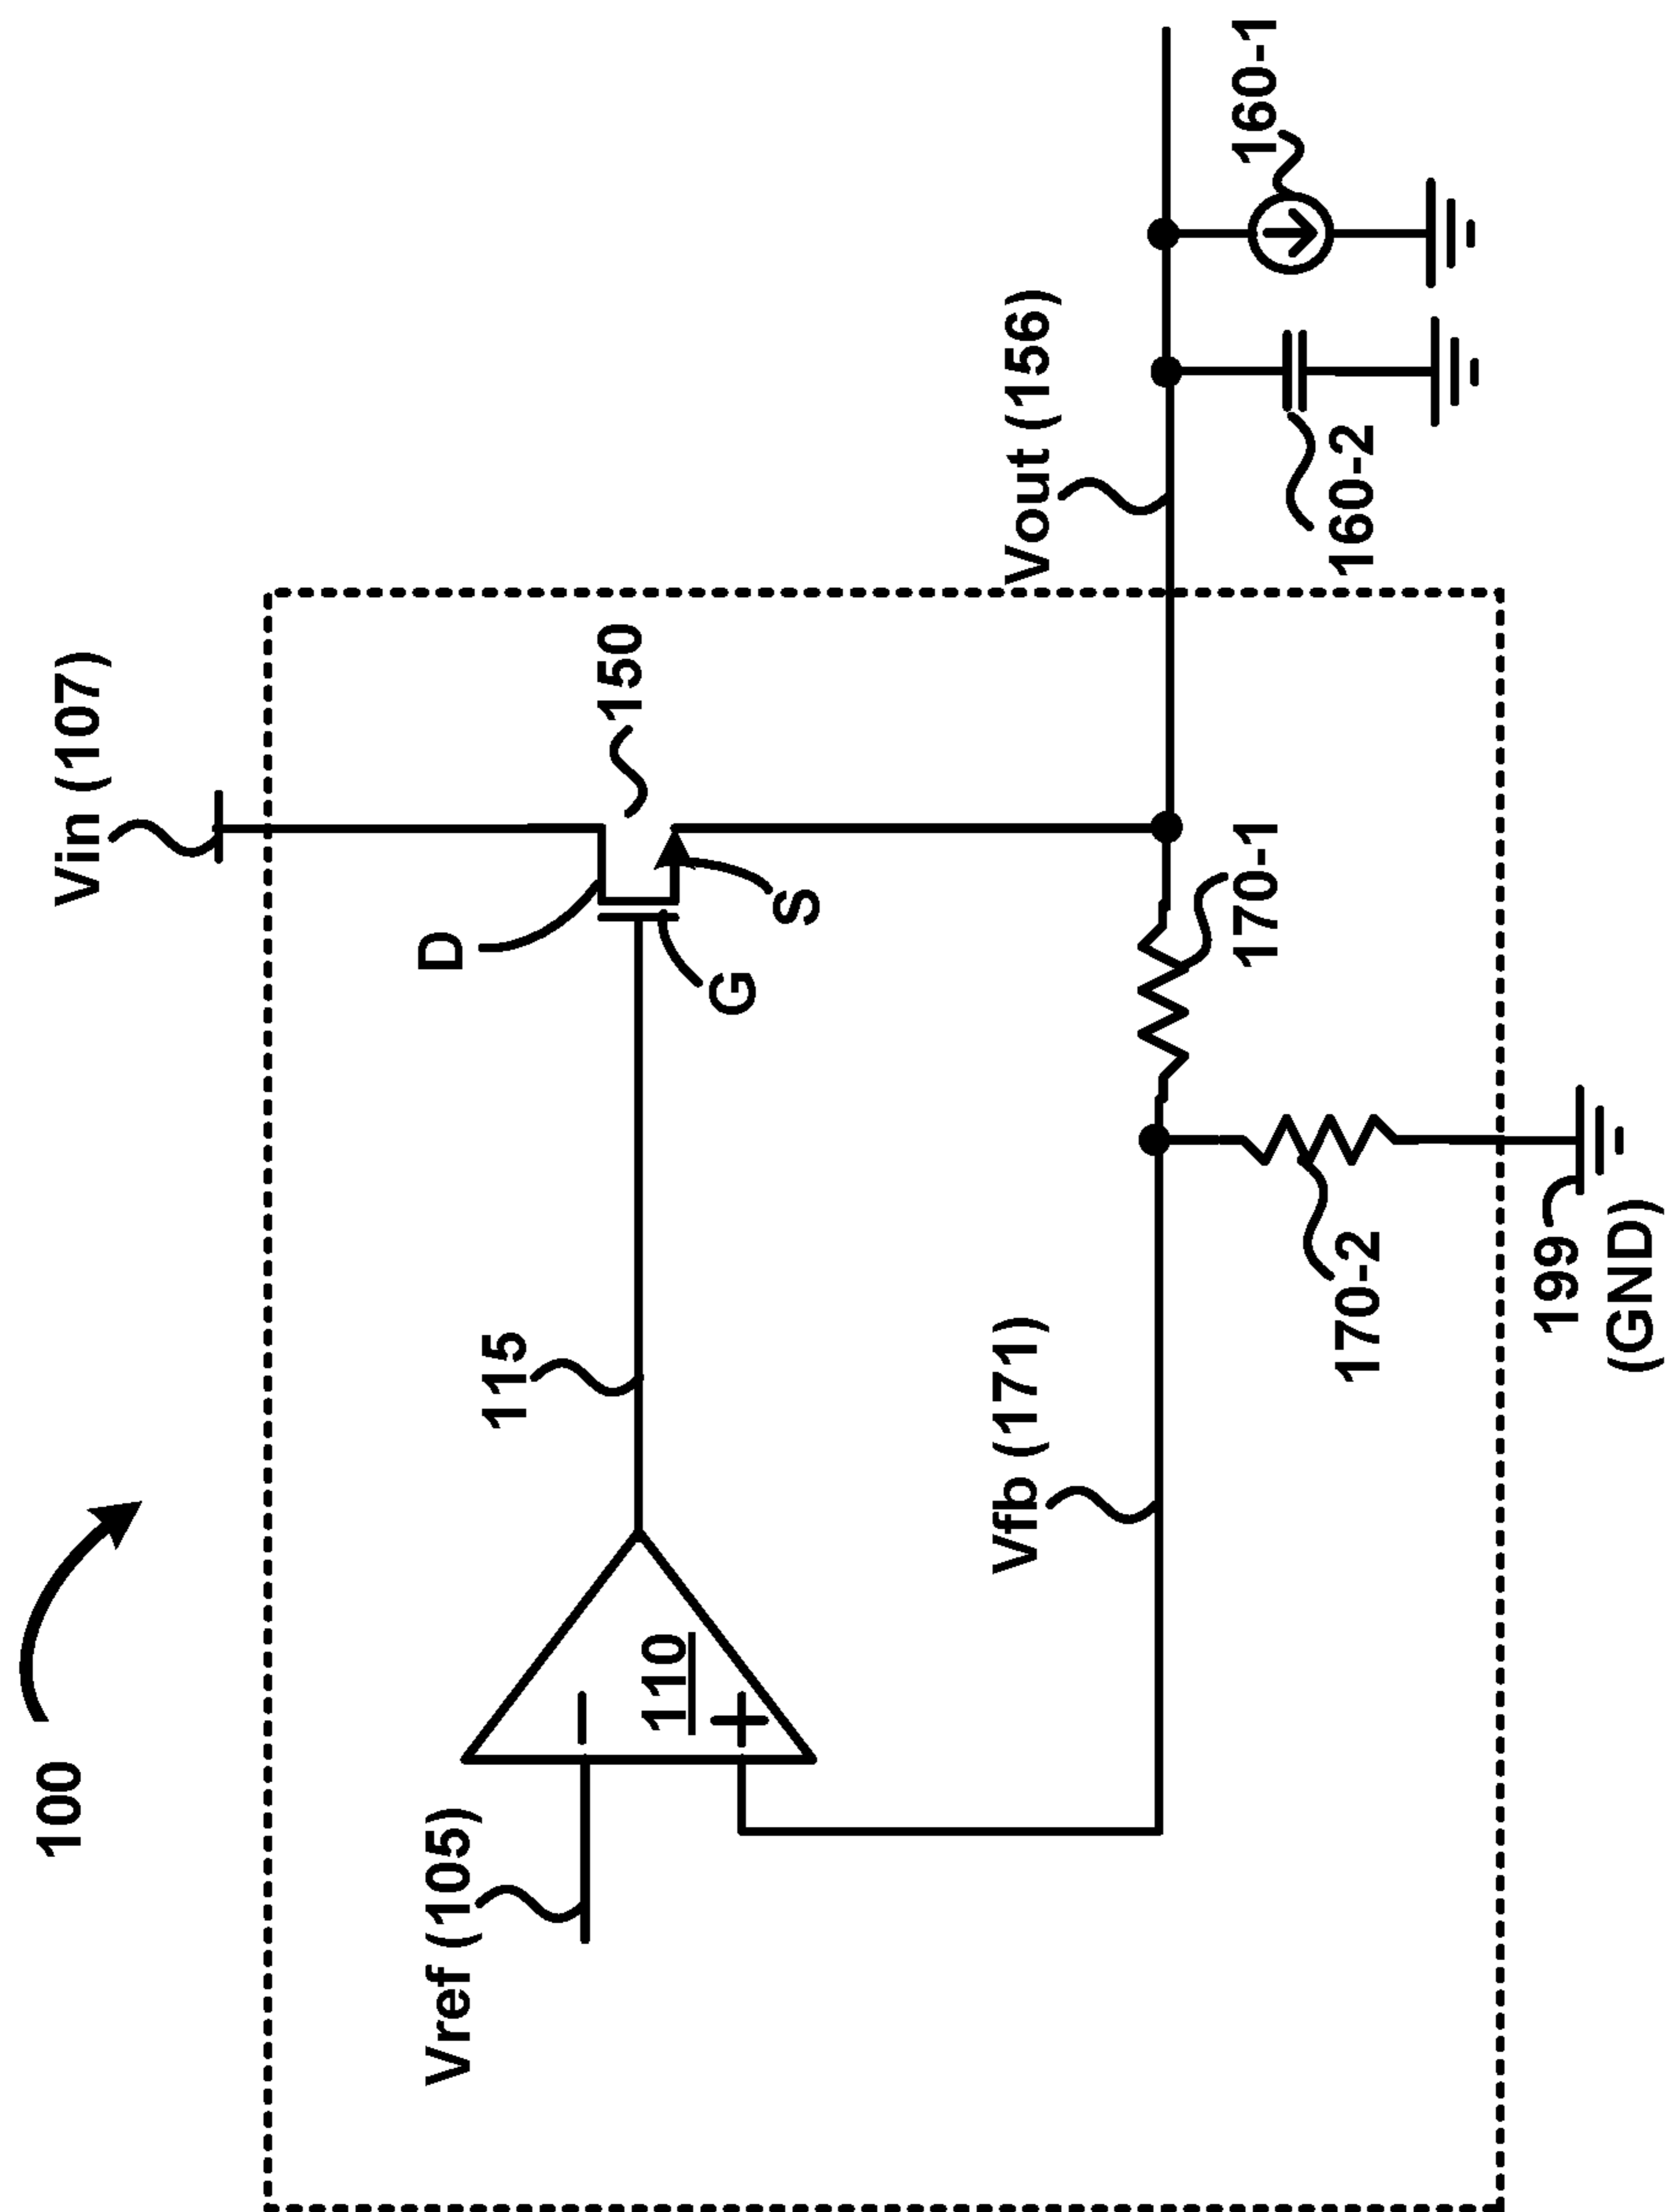 100
Vin (107)
Vref (105)
115
D
150
G
S
110
−
+
Vfb (171)
Vout (156)
170-1
170-2
160-2
160-1
199
(GND)